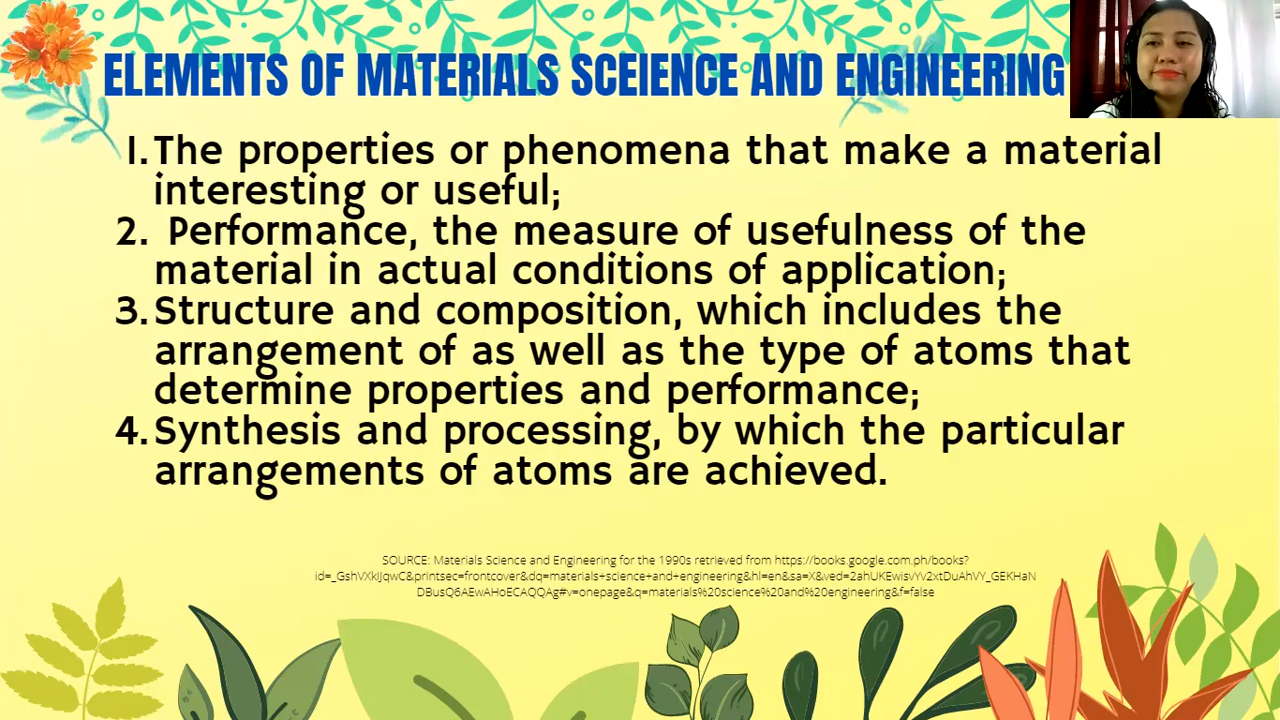 ELEMENTS OF MATERIALS SCEIENCE AND ENGINEERING
1. The properties or phenomena that make a material
interesting or useful;
2. Performance, the measure of usefulness of the
material in actual conditions of application;
3. Structure and composition, which includes the
arrangement of as well as the type of atoms that
determine properties and performance;
4. Synthesis and processing, by which the particular
arrangements of atoms are achieved.
SOURCE: Materials Science and Engineering for the 1990s retrieved from https://books.google.com.ph/books?
id=_GshVXkIJqwC&printsec=frontcover&dq=materials+science+and+engineering&hl=en&sa=X&ved=2ahUKEwisvYv2xtDuAhVY_GEKHaN
DBusQ6AEwAHoECAQQAg#v=onepage&q=materials%20science%20and%20engineering&f=false